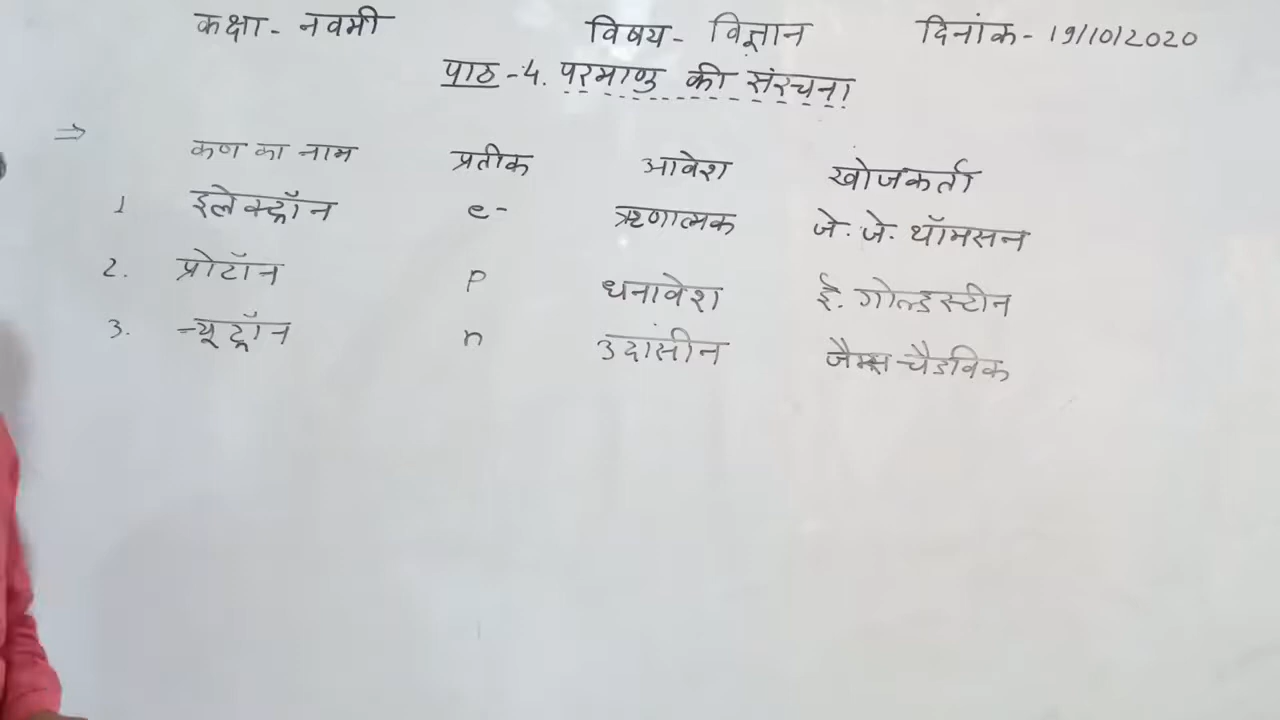 कक्षा - नवमी विषय - विज्ञान दिनांक - 19/10/2020
पाठ - 4. परमाणु की संरचना
⇒ कण का नाम प्रतीक आवेश खोजकर्ता
1 इलेक्ट्रॉन e- ऋणात्मक जे. जे. थॉमसन
2. प्रोटॉन P धनावेश ई. गोल्डस्टीन
3. न्यूट्रॉन n उदासीन जैम्स चैडविक